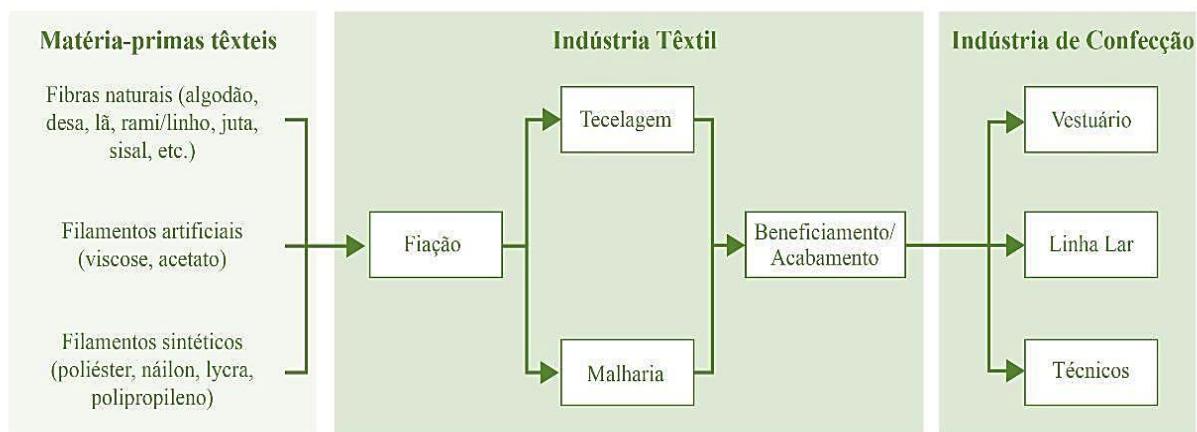 Matéria-primas têxteis
Fibras naturais (algodão,
desa, lã, rami/linho, juta,
sisal, etc.)
Filamentos artificiais
(viscose, acetato)
Filamentos sintéticos
(poliéster, náilon, lycra,
polipropileno)
Indústria Têxtil
Fiação
Tecelagem
Malharia
Beneficiamento/
Acabamento
Indústria de Confecção
Vestuário
Linha Lar
Técnicos